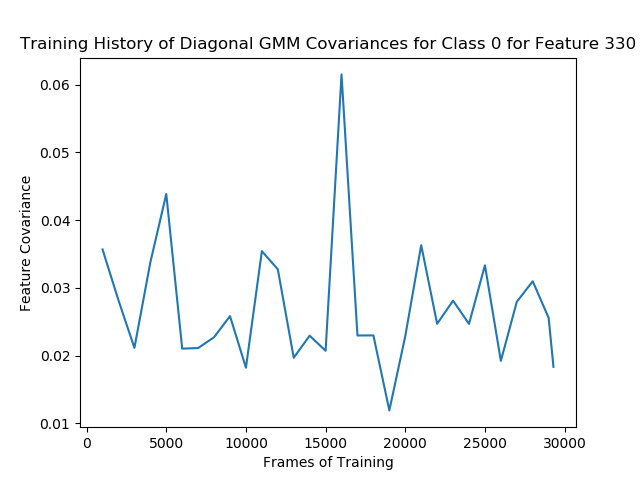 Training History of Diagonal GMM Covariances for Class 0 for Feature 330
0.06
0.05
0.04
0.03
0.02
0.01
Feature Covariance
0 5000 10000 15000 20000 25000 30000
Frames of Training